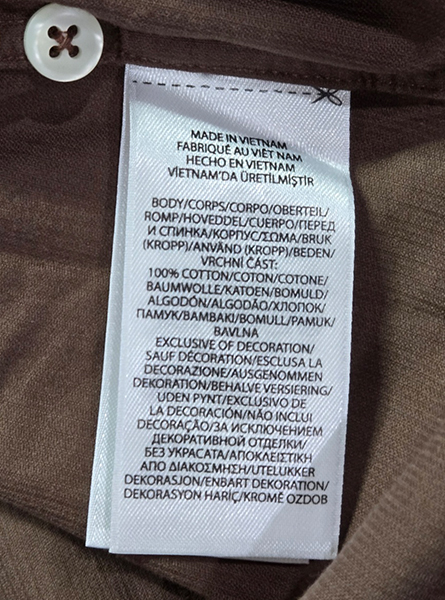 MADE IN VIETNAM
FABRIQUÉ AU VIÊT NAM
HECHO EN VIETNAM
VİETNAM'DA ÜRETİLMİŞTİR
BODY/CORPS/CORPO/OBERTEIL/
ROMP/HOVEDDEL/CUERPO/ПЕРЕД
И СПИНКА/КОРПУС/ΣΩΜΑ/BRUK
(KROPP)/ANVÄND (KROPP)/BEDEN/
VRCHNÍ ČÁST:
100% COTTON/COTON/COTONE/
BAUMWOLLE/KATOEN/BOMULD/
ALGODÓN/ALGODÃO/ХЛОПОК/
ПАМУК/ΒΑΜΒΑΚΙ/BOMULL/PAMUK/
BAVLNA
EXCLUSIVE OF DECORATION/
SAUF DÉCORATION/ESCLUSA LA
DECORAZIONE/AUSGENOMMEN
DEKORATION/BEHALVE VERSIERING/
UDEN PYNT/EXCLUSIVO DE
LA DECORACIÓN/NÃO INCLUI
DECORAÇÃO/ЗА ИСКЛЮЧЕНИЕМ
ДЕКОРАТИВНОЙ ОТДЕЛКИ/
БЕЗ УКРАСАТА/ΑΠΟΚΛΕΙΣΤΙΚΗ
ΑΠΟ ΔΙΑΚΟΣΜΗΣΗ/UTELUKKER
DEKORASJON/ENBART DEKORATION/
DEKORASYON HARİÇ/KROMĚ OZDOB